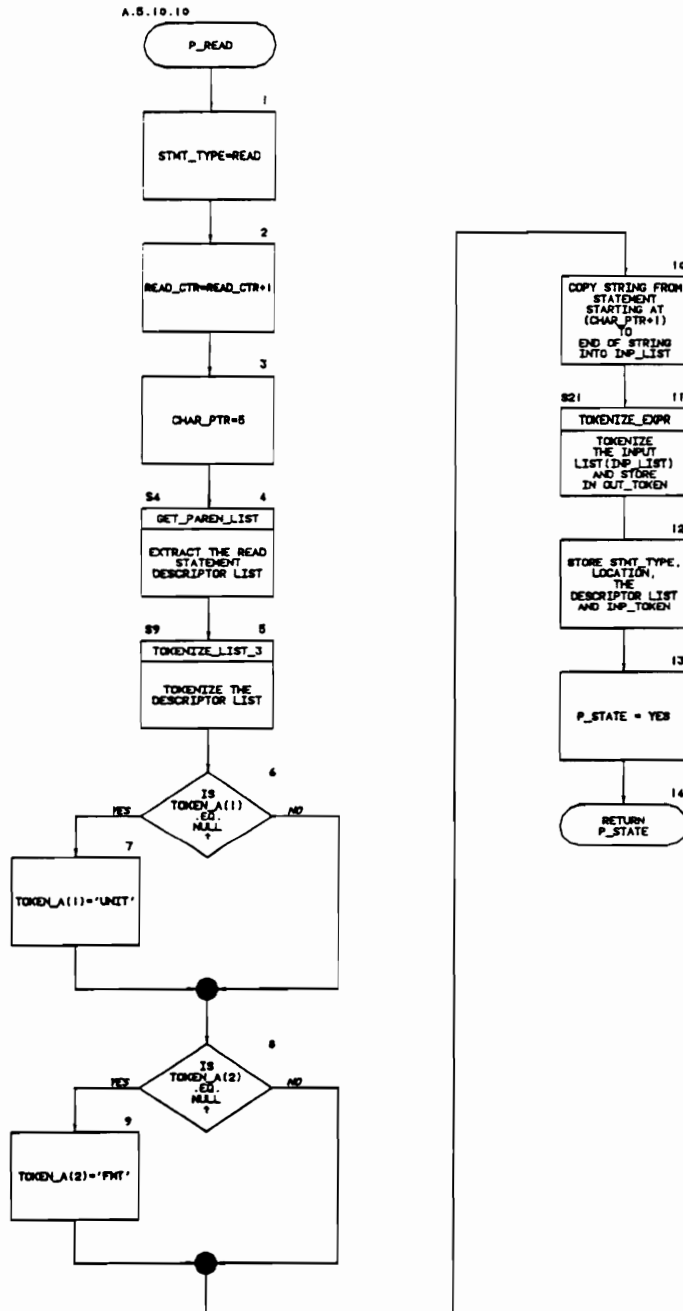 A.5.10.10
P_READ
1
STMT_TYPE=READ
2
READ_CTR=READ_CTR+1
3
CHAR_PTR=5
S4 4
GET_PAREN_LIST
EXTRACT THE READ
STATEMENT
DESCRIPTOR LIST
S9 5
TOKENIZE_LIST_3
TOKENIZE THE
DESCRIPTOR LIST
6
IS
TOKEN_A(1)
.EQ.
NULL
?
YES NO
7
TOKEN_A(1)='UNIT'
8
IS
TOKEN_A(2)
.EQ.
NULL
?
YES NO
9
TOKEN_A(2)='FMT'
10
COPY STRING FROM
STATEMENT
STARTING AT
(CHAR_PTR+1)
TO
END OF STRING
INTO INP_LIST
S21 11
TOKENIZE_EXPR
TOKENIZE
THE INPUT
LIST(INP_LIST)
AND STORE
IN OUT_TOKEN
12
STORE STMT_TYPE,
LOCATION,
THE
DESCRIPTOR LIST
AND INP_TOKEN
13
P_STATE = YES
14
RETURN
P_STATE